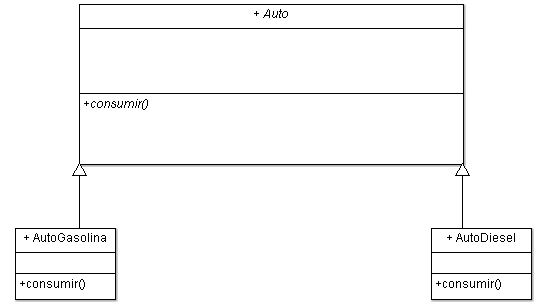 + Auto
+consumir()
+ AutoGasolina
+consumir()
+ AutoDiesel
+consumir()